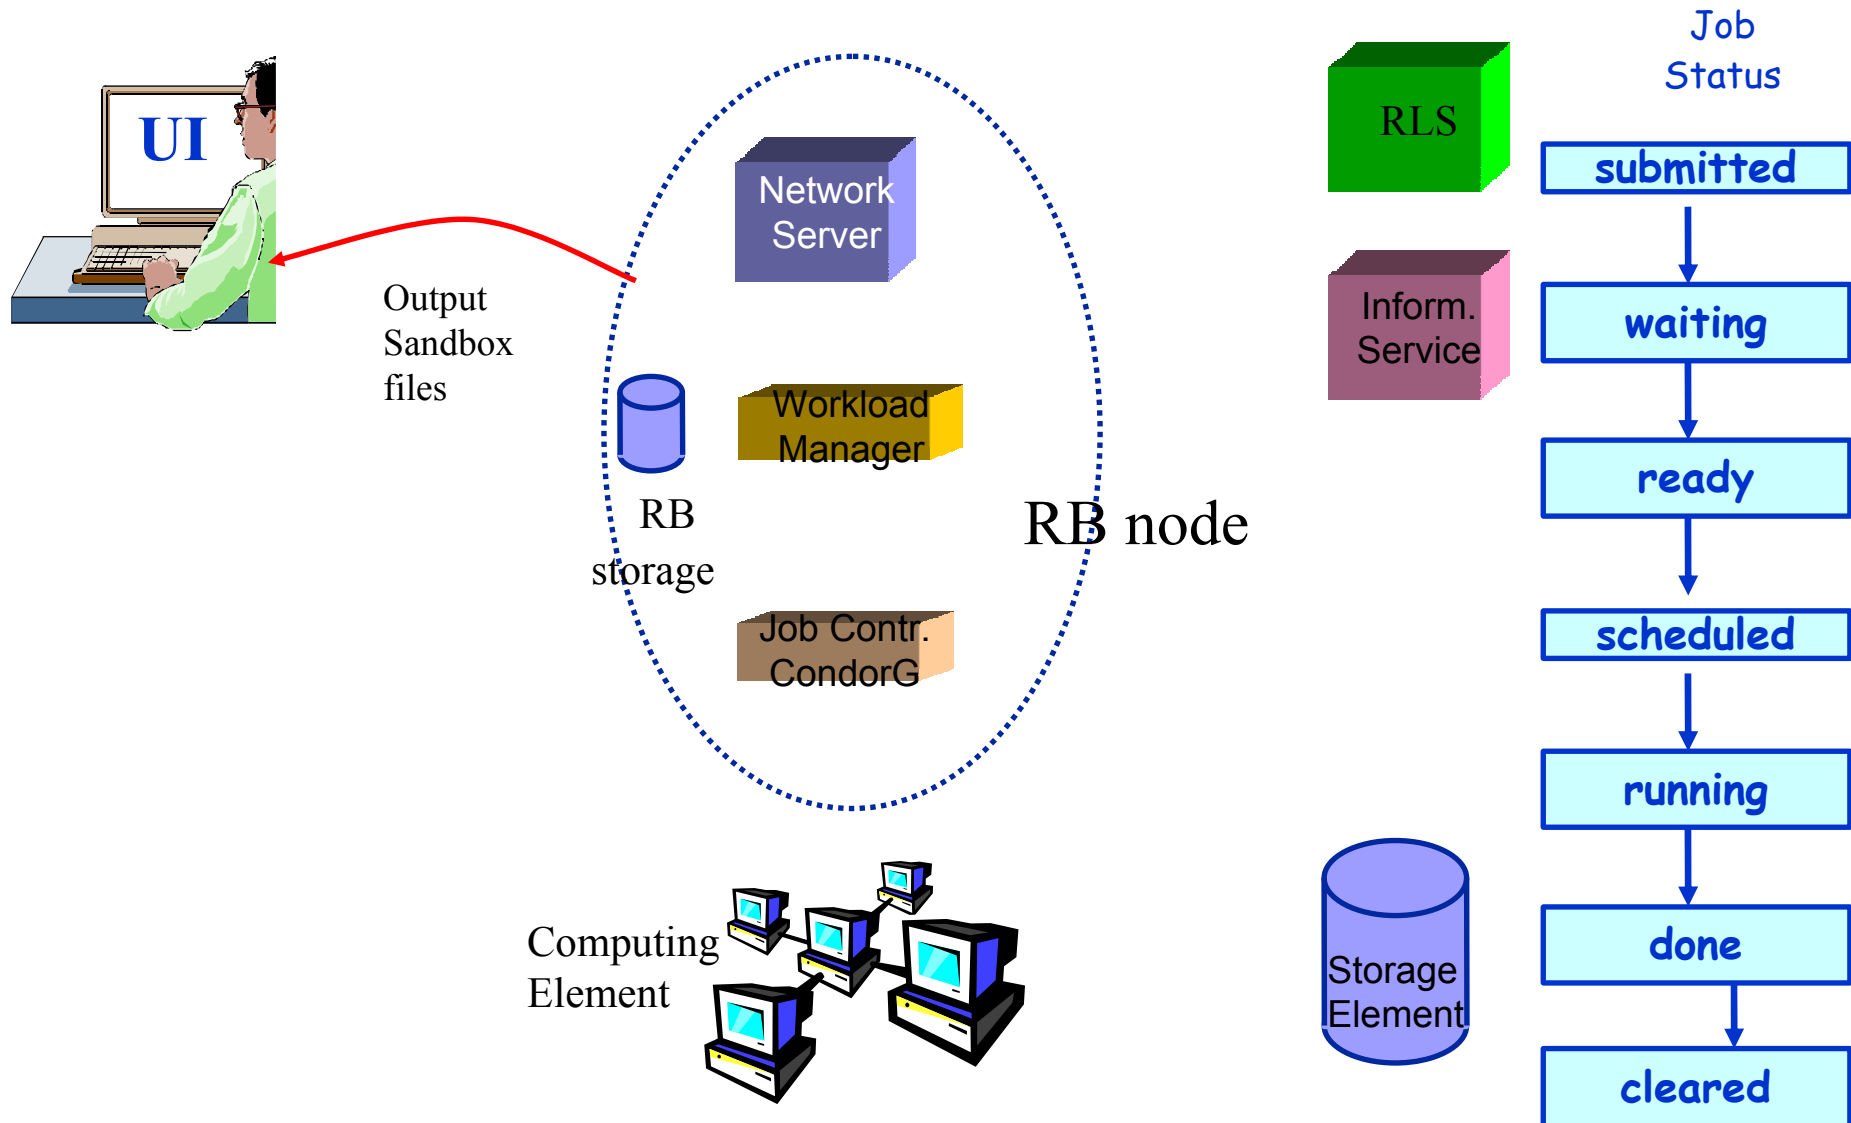 UI
Output
Sandbox
files
Network
Server
Workload
Manager
RB
storage
RB node
Job Contr.
CondorG
Computing
Element
RLS
Inform.
Service
Storage
Element
Job
Status
submitted
waiting
ready
scheduled
running
done
cleared